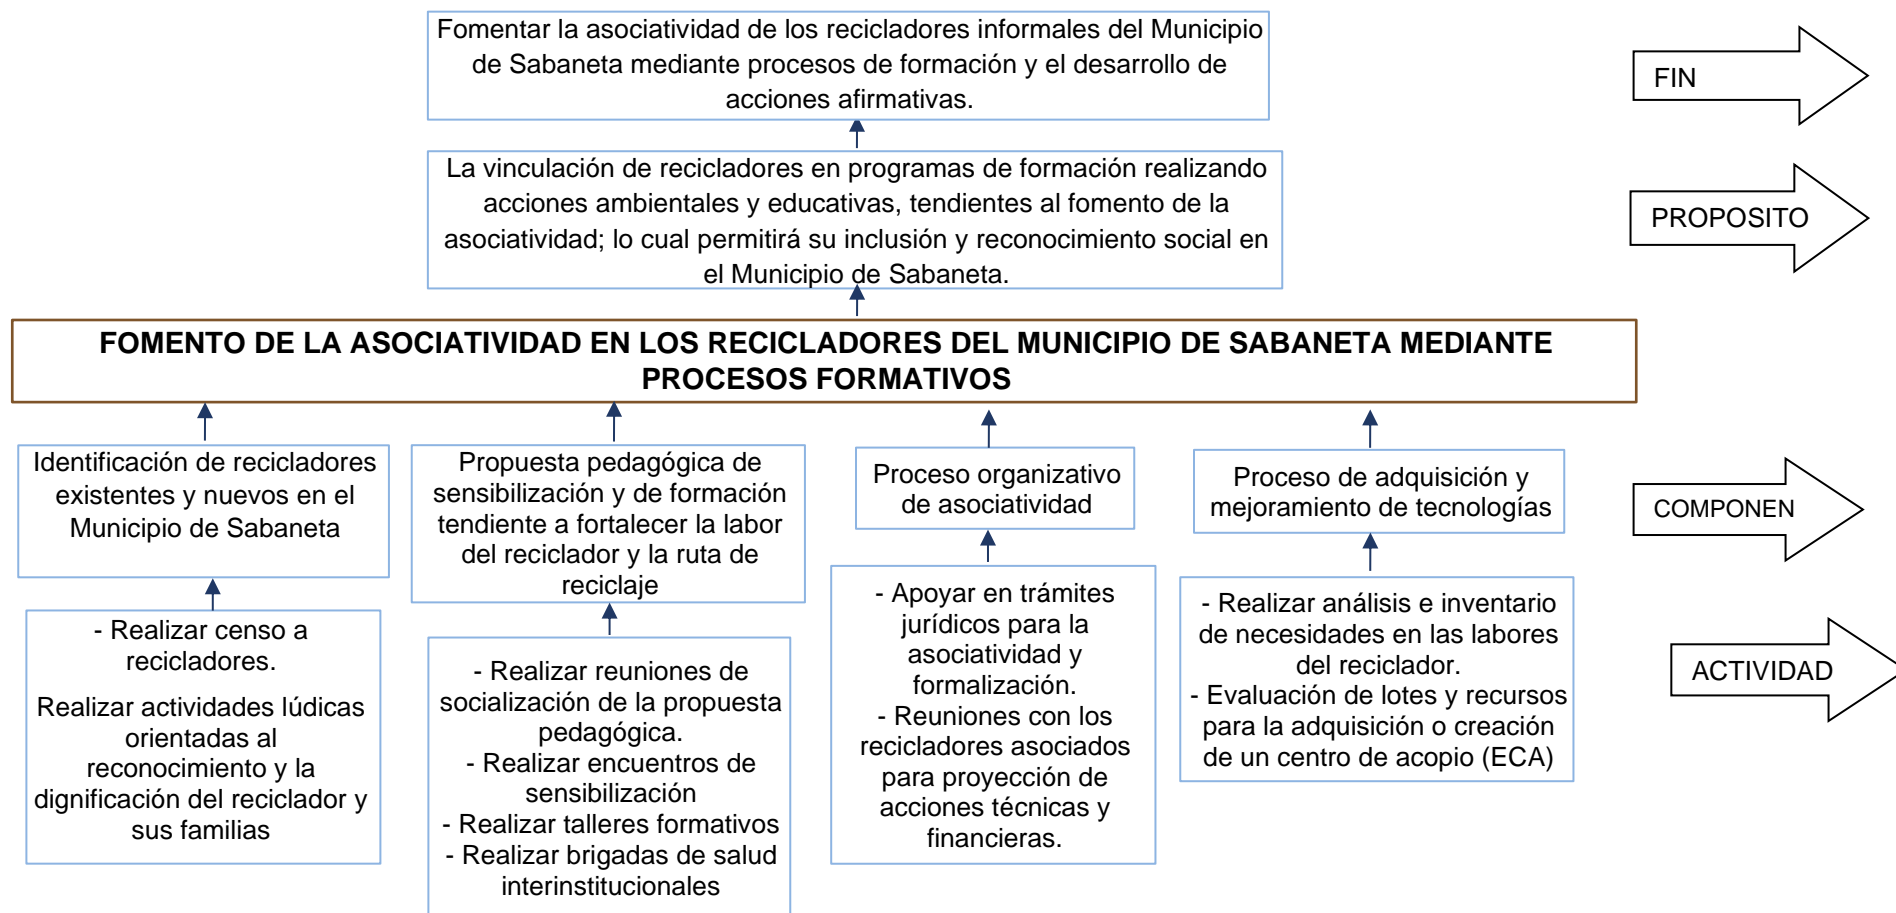 Fomentar la asociatividad de los recicladores informales del Municipio
de Sabaneta mediante procesos de formación y el desarrollo de
acciones afirmativas.
FIN
La vinculación de recicladores en programas de formación realizando
acciones ambientales y educativas, tendientes al fomento de la
asociatividad; lo cual permitirá su inclusión y reconocimiento social en
el Municipio de Sabaneta.
PROPOSITO
FOMENTO DE LA ASOCIATIVIDAD EN LOS RECICLADORES DEL MUNICIPIO DE SABANETA MEDIANTE
PROCESOS FORMATIVOS
Identificación de recicladores
existentes y nuevos en el
Municipio de Sabaneta
Propuesta pedagógica de
sensibilización y de formación
tendiente a fortalecer la labor
del reciclador y la ruta de
reciclaje
Proceso organizativo
de asociatividad
Proceso de adquisición y
mejoramiento de tecnologías
COMPONEN
- Realizar censo a
recicladores.
Realizar actividades lúdicas
orientadas al
reconocimiento y la
dignificación del reciclador y
sus familias
- Realizar reuniones de
socialización de la propuesta
pedagógica.
- Realizar encuentros de
sensibilización
- Realizar talleres formativos
- Realizar brigadas de salud
interinstitucionales
- Apoyar en trámites
jurídicos para la
asociatividad y
formalización.
- Reuniones con los
recicladores asociados
para proyección de
acciones técnicas y
financieras.
- Realizar análisis e inventario
de necesidades en las labores
del reciclador.
- Evaluación de lotes y recursos
para la adquisición o creación
de un centro de acopio (ECA)
ACTIVIDAD